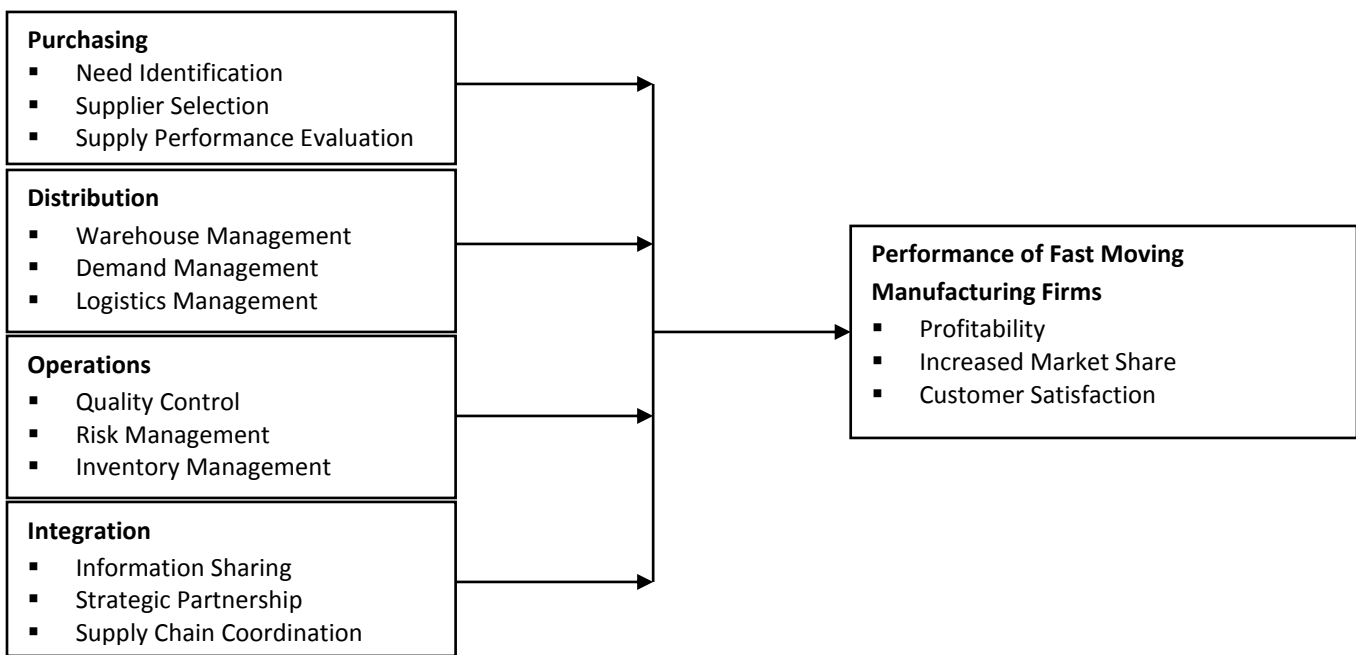 Purchasing
▪ Need Identification
▪ Supplier Selection
▪ Supply Performance Evaluation
Distribution
▪ Warehouse Management
▪ Demand Management
▪ Logistics Management
Operations
▪ Quality Control
▪ Risk Management
▪ Inventory Management
Integration
▪ Information Sharing
▪ Strategic Partnership
▪ Supply Chain Coordination
Performance of Fast Moving
Manufacturing Firms
▪ Profitability
▪ Increased Market Share
▪ Customer Satisfaction